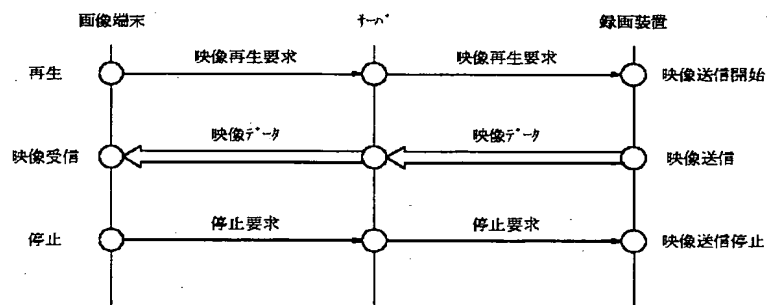 画像端末
サーバ
録画装置
再生
映像再生要求
映像再生要求
映像送信開始
映像受信
映像データ
映像データ
映像送信
停止
停止要求
停止要求
映像送信停止